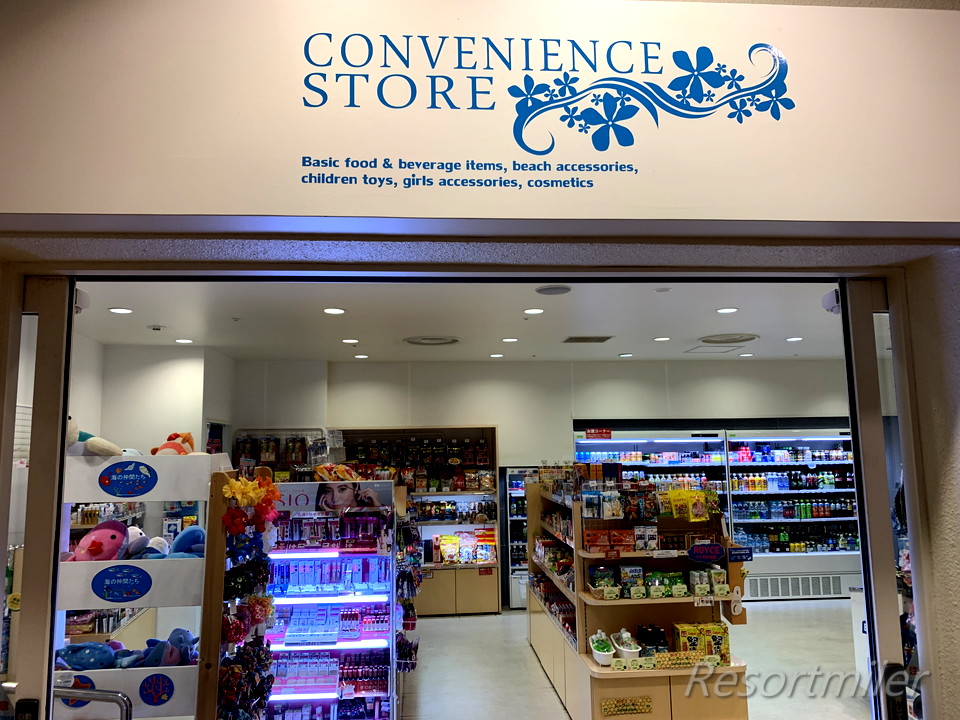 CONVENIENCE
STORE
Basic food & beverage items, beach accessories,
children toys, girls accessories, cosmetics
海の仲間たち
海の仲間たち
ROYCE'
Resortmiler